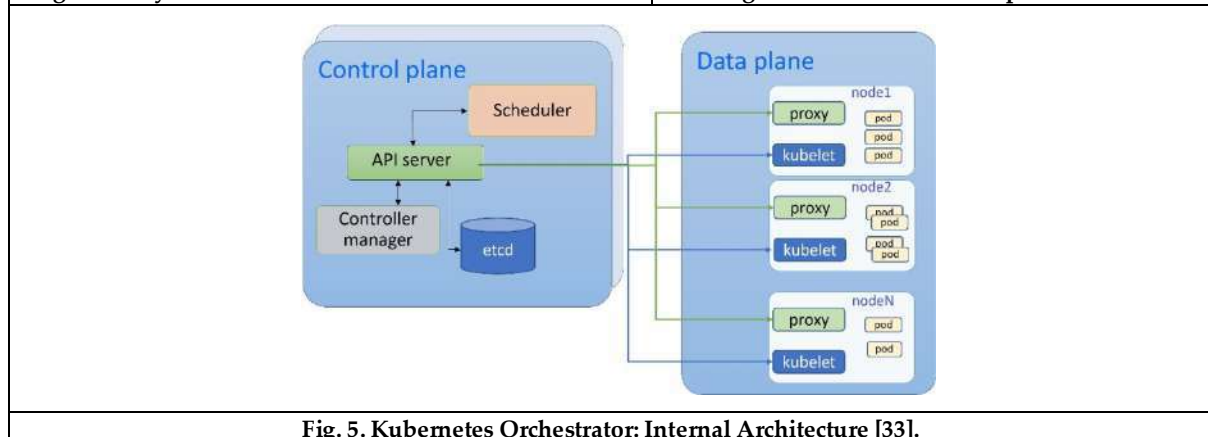 Control plane
Scheduler
API server
Controller
manager
etcd
Data plane
node1
proxy
pod
pod
kubelet
pod
node2
proxy
pod
pod
kubelet
pod
pod
nodeN
proxy
pod
kubelet
pod
Fig. 5. Kubernetes Orchestrator: Internal Architecture [33].